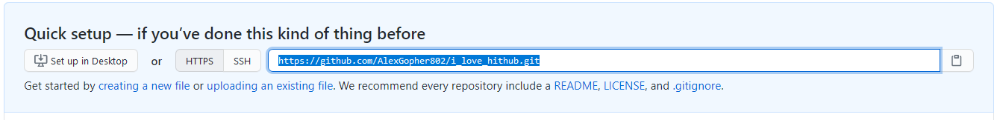 Quick setup — if you've done this kind of thing before
Set up in Desktop or HTTPS SSH https://github.com/AlexGopher802/i_love_hithub.git
Get started by creating a new file or uploading an existing file. We recommend every repository include a README, LICENSE, and .gitignore.